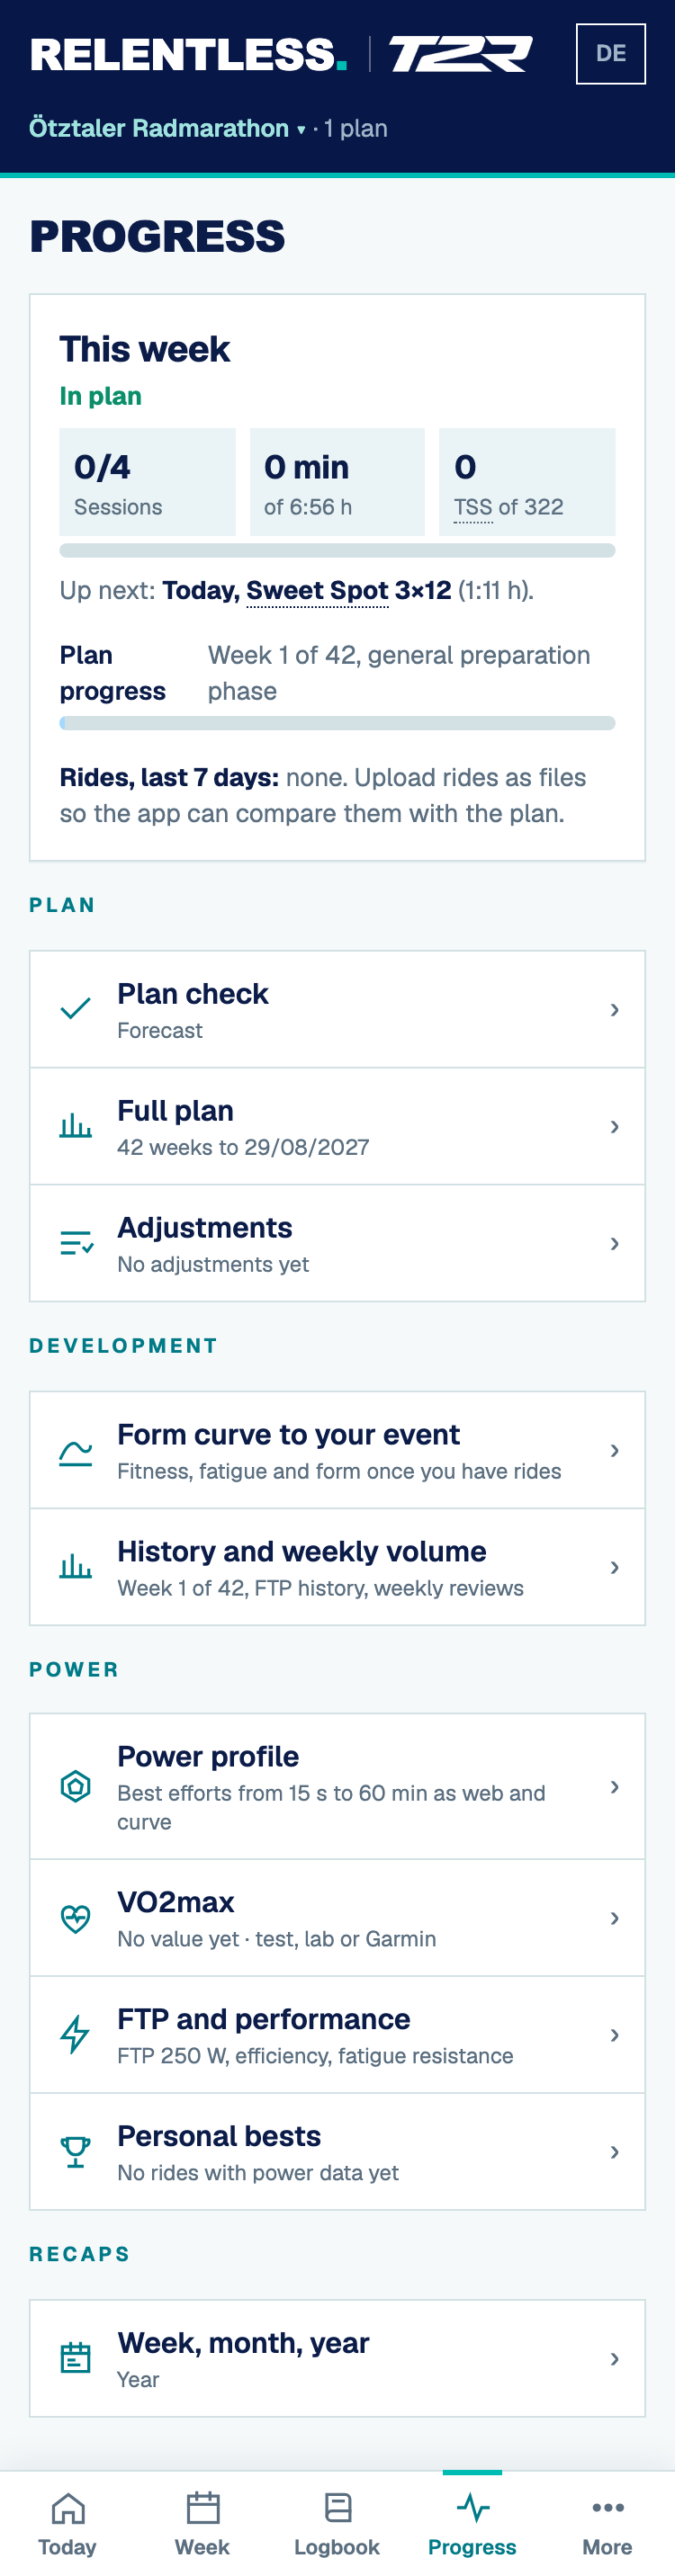 RELENTLESS. T2R DE
Ötztaler Radmarathon ▾ · 1 plan
PROGRESS
This week
In plan
0/4 0 min 0
Sessions of 6:56 h TSS of 322
Up next: Today, Sweet Spot 3×12 (1:11 h).
Plan progress
Week 1 of 42, general preparation phase
Rides, last 7 days: none. Upload rides as files
so the app can compare them with the plan.
PLAN
Plan check
Forecast
Full plan
42 weeks to 29/08/2027
Adjustments
No adjustments yet
DEVELOPMENT
Form curve to your event
Fitness, fatigue and form once you have rides
History and weekly volume
Week 1 of 42, FTP history, weekly reviews
POWER
Power profile
Best efforts from 15 s to 60 min as web and
curve
VO2max
No value yet · test, lab or Garmin
FTP and performance
FTP 250 W, efficiency, fatigue resistance
Personal bests
No rides with power data yet
RECAPS
Week, month, year
Year
Today Week Logbook Progress More